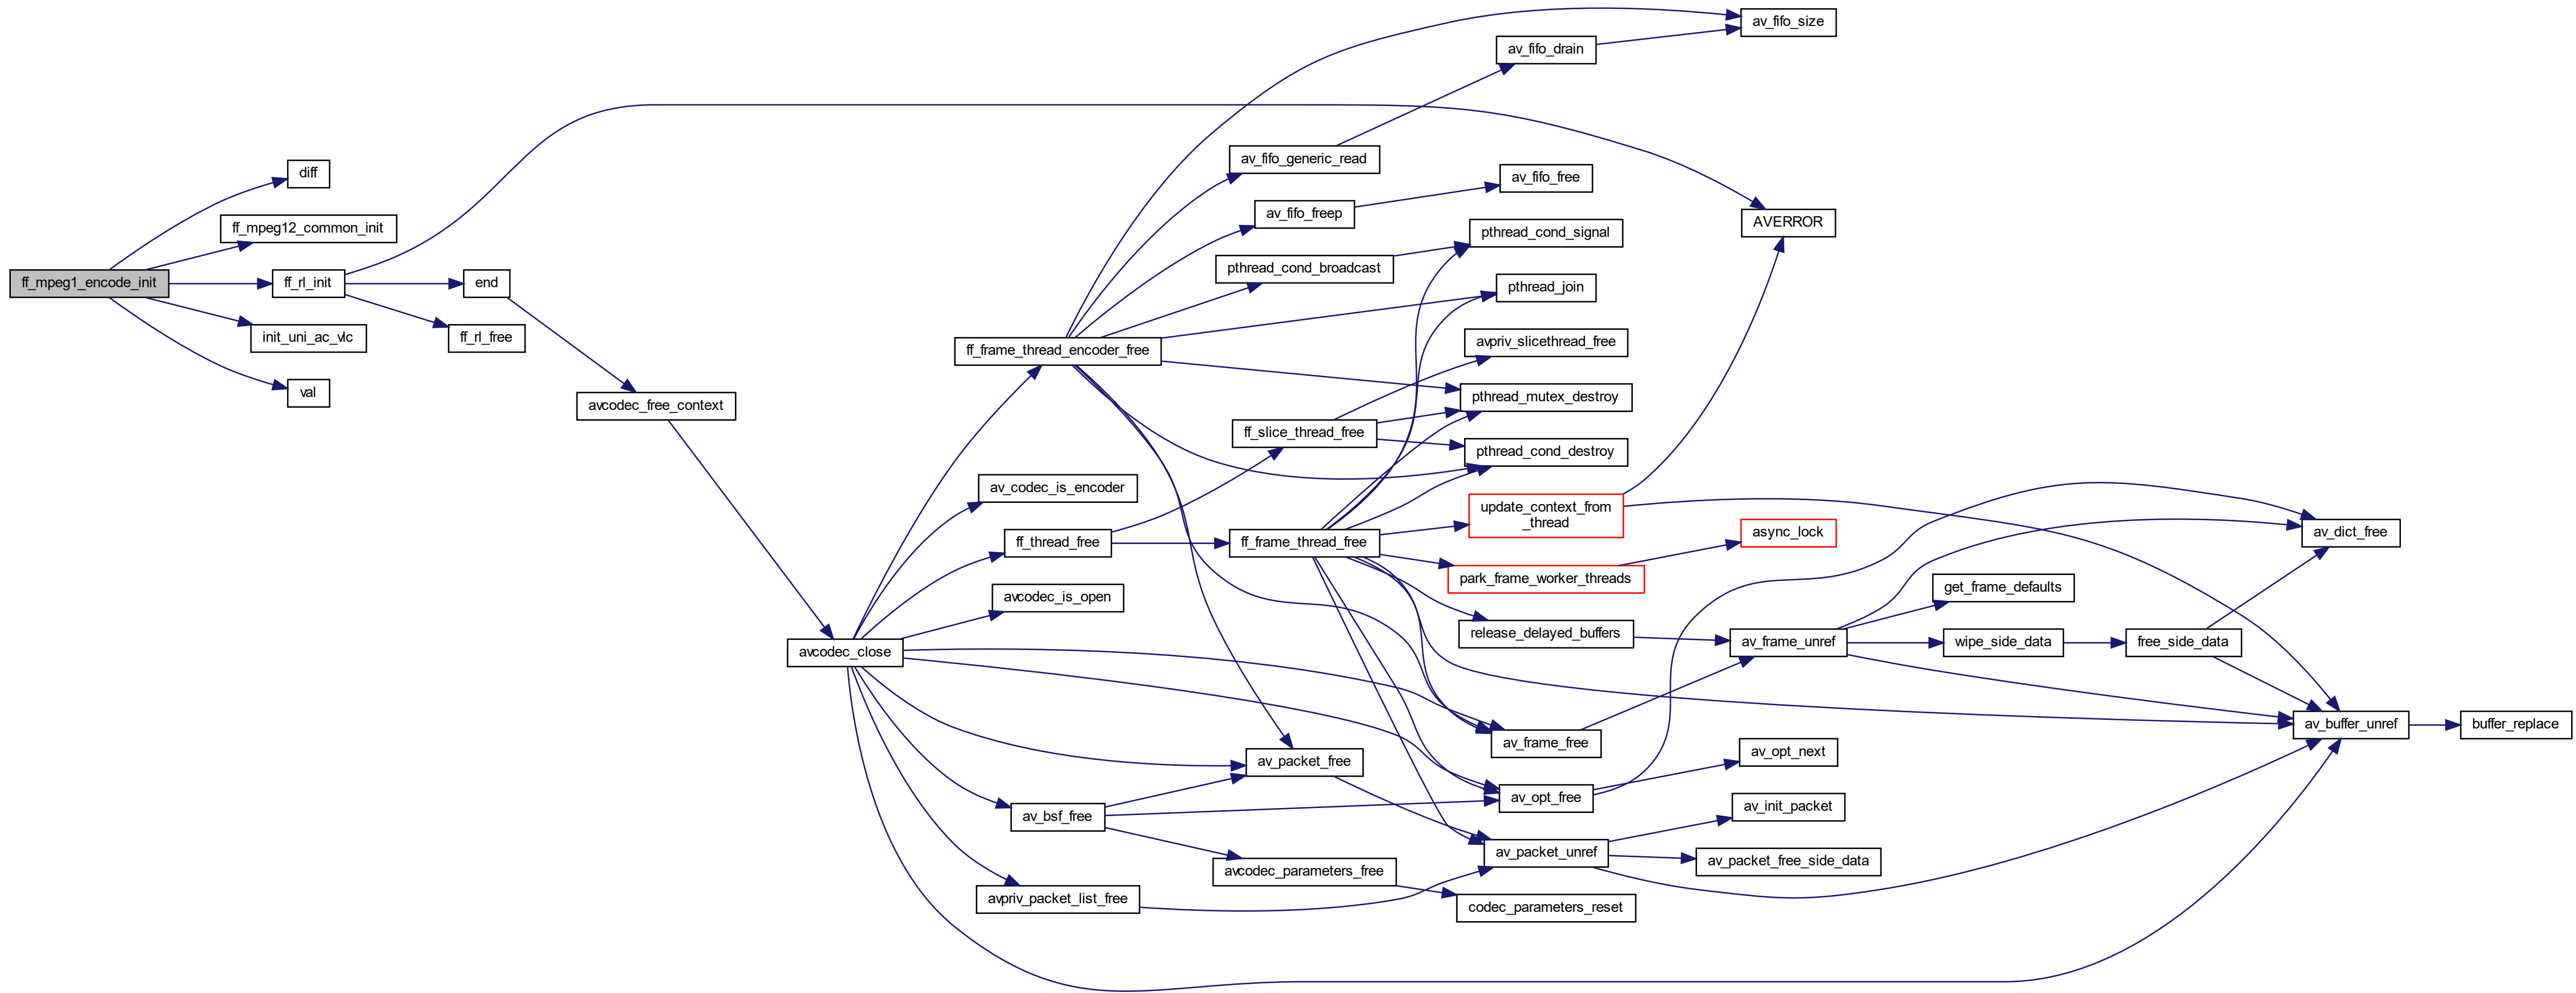 ff_mpeg1_encode_init
diff
ff_mpeg12_common_init
ff_rl_init
init_uni_ac_vlc
val
end
ff_rl_free
avcodec_free_context
avcodec_close
ff_frame_thread_encoder_free
av_codec_is_encoder
ff_thread_free
avcodec_is_open
av_bsf_free
avpriv_packet_list_free
av_fifo_generic_read
av_fifo_freep
pthread_cond_broadcast
ff_slice_thread_free
ff_frame_thread_free
av_packet_free
avcodec_parameters_free
av_fifo_drain
av_fifo_free
pthread_cond_signal
pthread_join
avpriv_slicethread_free
pthread_mutex_destroy
pthread_cond_destroy
update_context_from
_thread
park_frame_worker_threads
release_delayed_buffers
av_frame_free
av_opt_free
av_packet_unref
codec_parameters_reset
av_fifo_size
AVERROR
async_lock
av_frame_unref
av_opt_next
av_init_packet
av_packet_free_side_data
get_frame_defaults
wipe_side_data
free_side_data
av_dict_free
av_buffer_unref
buffer_replace